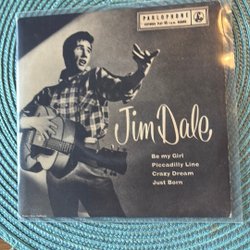 PARLOPHONE
Jim Dale
Be my Girl
Piccadilly Line
Crazy Dream
Just Born